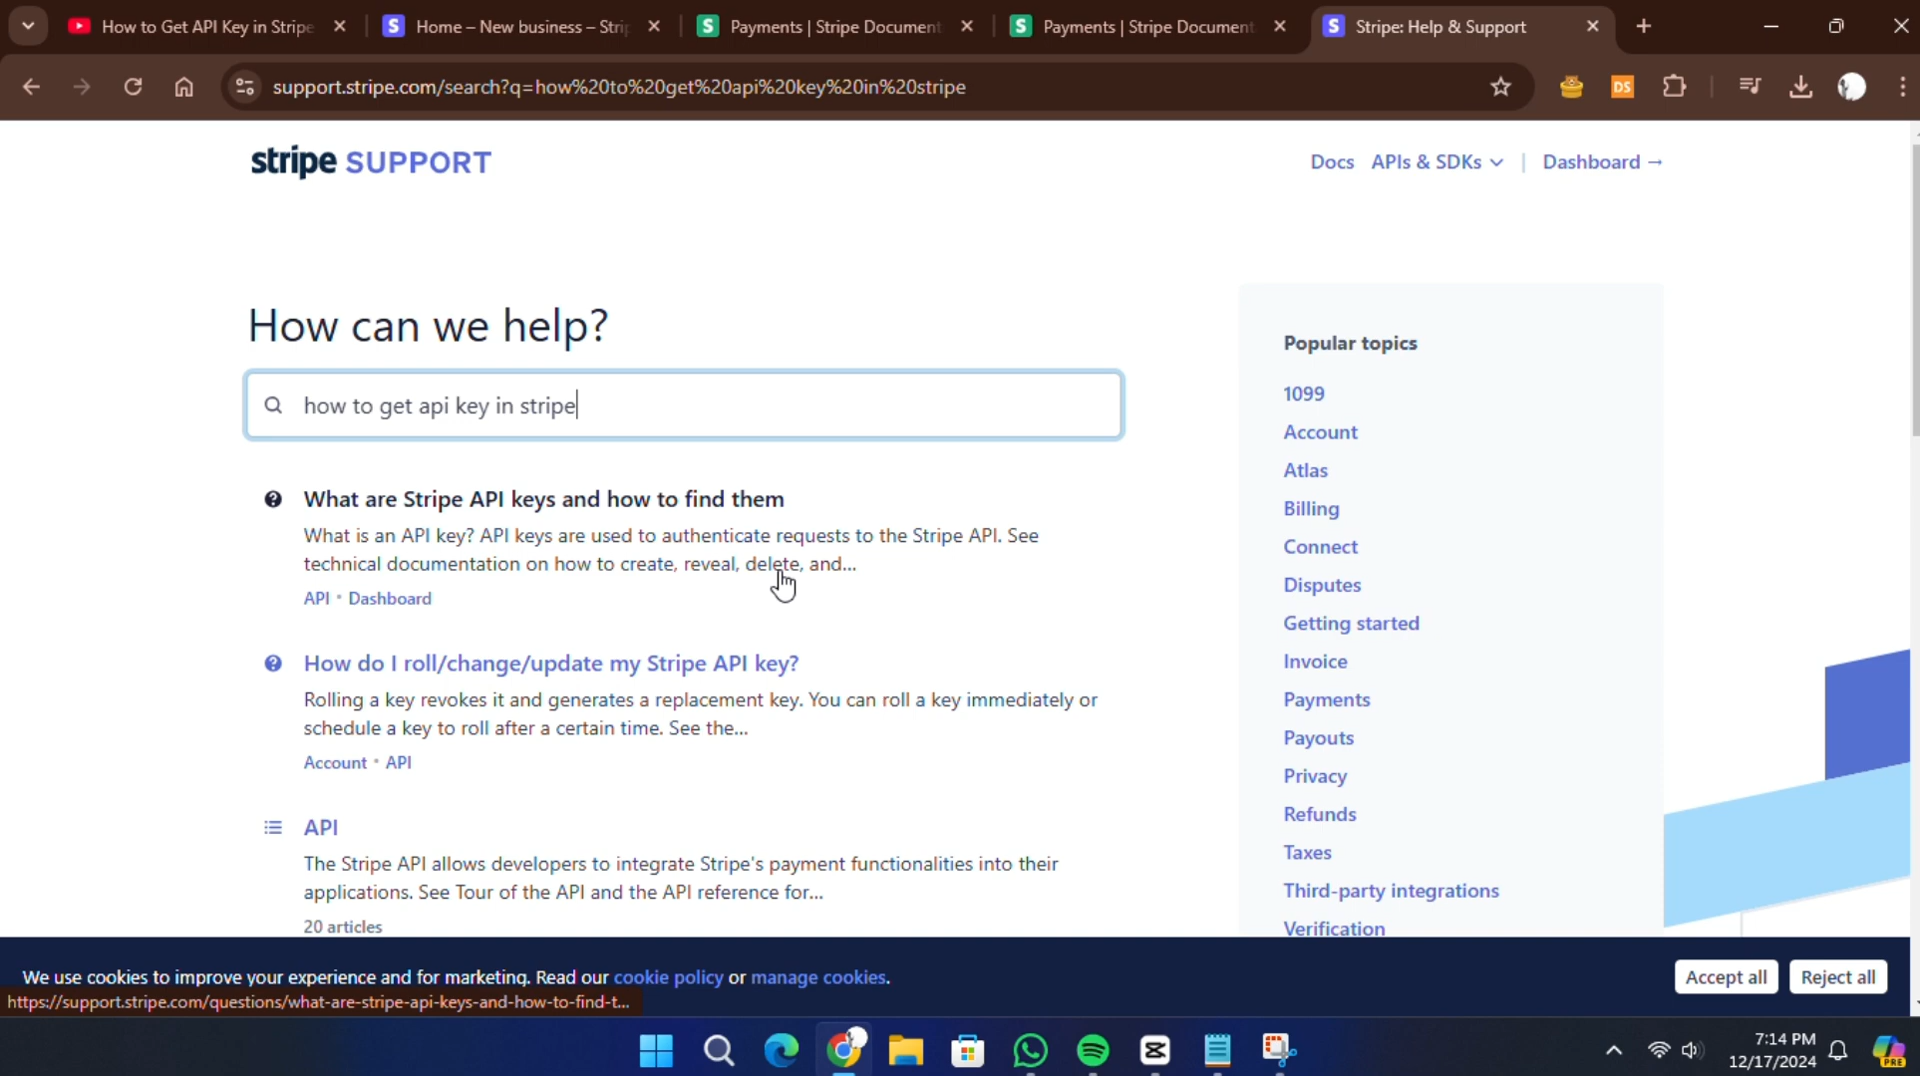 How to Get API Key in Stripe
Home – New business – Stri
Payments | Stripe Document
Payments | Stripe Document
Stripe: Help & Support
support.stripe.com/search?q=how%20to%20get%20api%20key%20in%20stripe
DS
stripe SUPPORT
Docs
APIs & SDKs
Dashboard →
How can we help?
how to get api key in stripe
What are Stripe API keys and how to find them
What is an API key? API keys are used to authenticate requests to the Stripe API. See
technical documentation on how to create, reveal, delete, and...
API • Dashboard
How do I roll/change/update my Stripe API key?
Rolling a key revokes it and generates a replacement key. You can roll a key immediately or
schedule a key to roll after a certain time. See the...
Account • API
API
The Stripe API allows developers to integrate Stripe's payment functionalities into their
applications. See Tour of the API and the API reference for...
20 articles
Popular topics
1099
Account
Atlas
Billing
Connect
Disputes
Getting started
Invoice
Payments
Payouts
Privacy
Refunds
Taxes
Third-party integrations
Verification
We use cookies to improve your experience and for marketing. Read our cookie policy or manage cookies.
Accept all
Reject all
https://support.stripe.com/questions/what-are-stripe-api-keys-and-how-to-find-t...
7:14 PM
12/17/2024
PRE